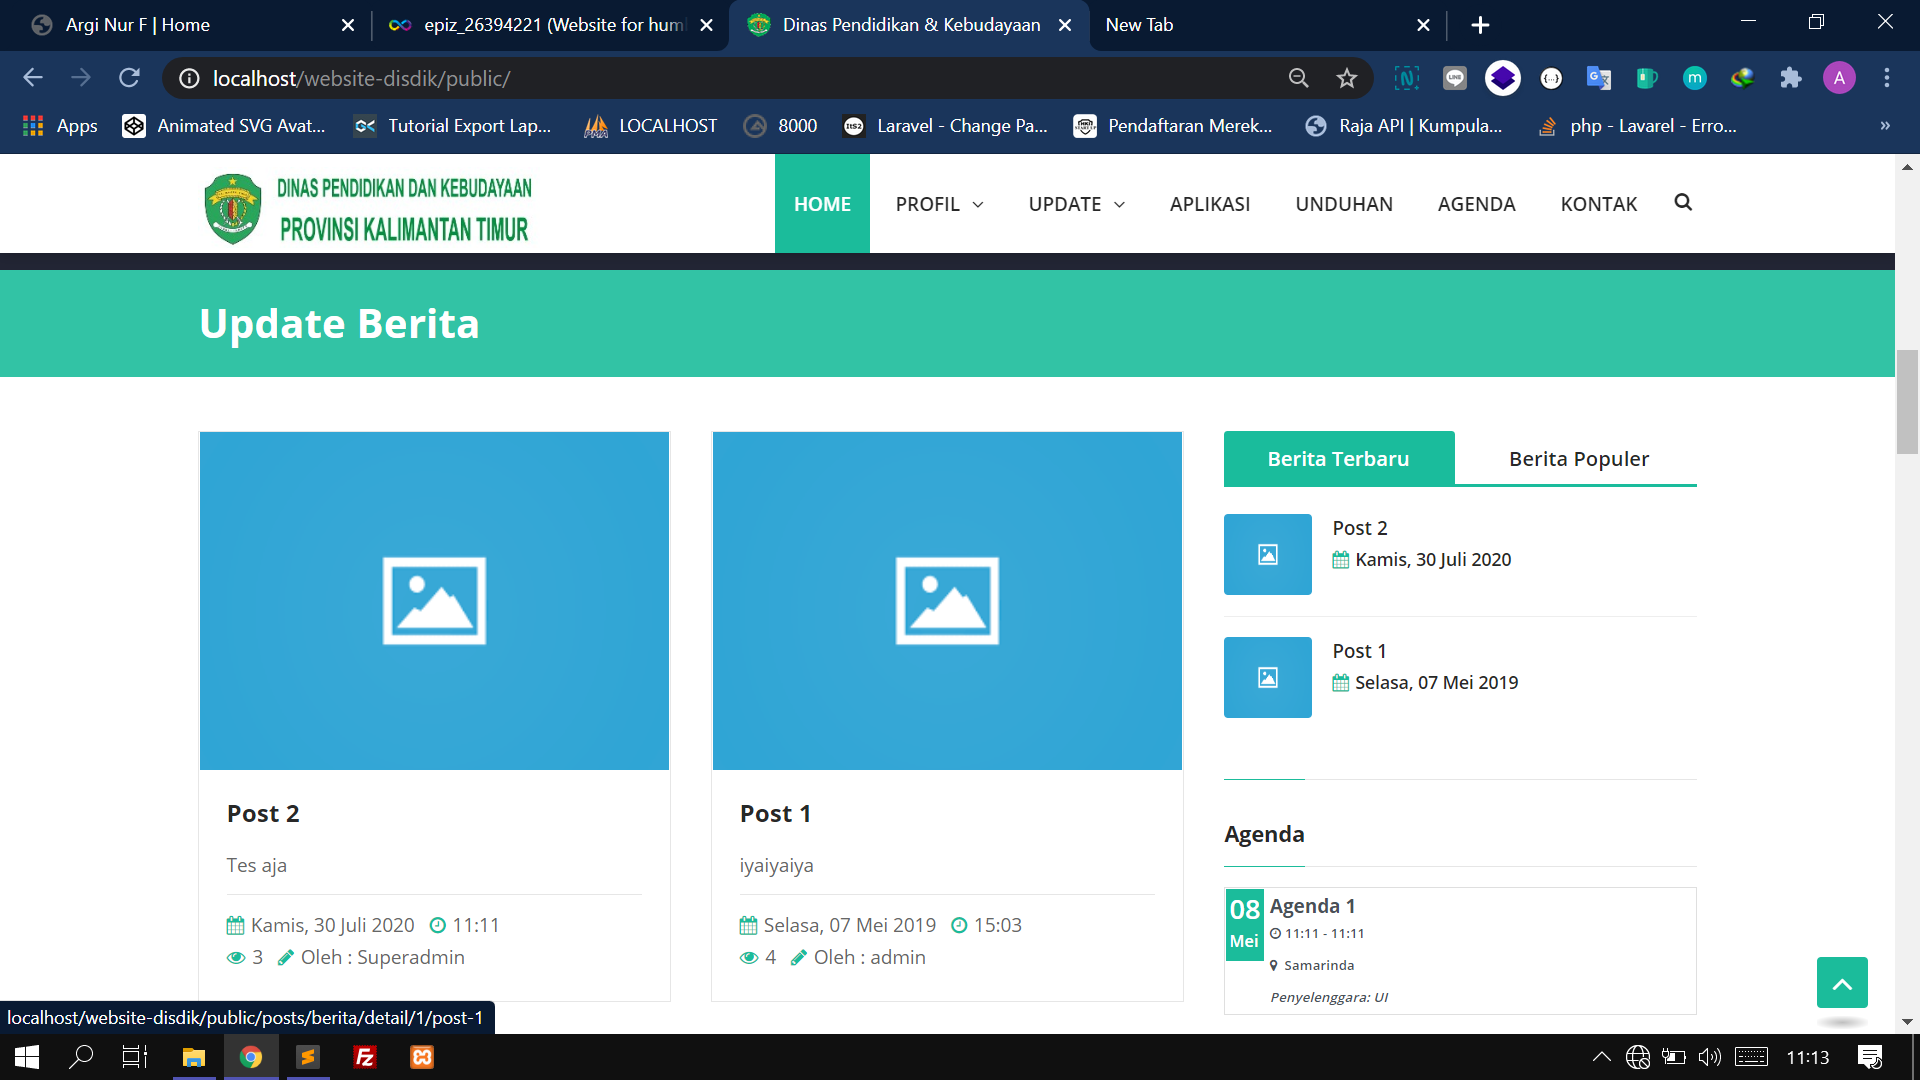 Argi Nur F | Home
epiz_26394221 (Website for hum
Dinas Pendidikan & Kebudayaan
New Tab
localhost/website-disdik/public/
A
Apps
Animated SVG Avat...
Tutorial Export Lap...
LOCALHOST
8000
Laravel - Change Pa...
Pendaftaran Merek...
Raja API | Kumpula...
php - Lavarel - Erro...
DINAS PENDIDIKAN DAN KEBUDAYAAN
PROVINSI KALIMANTAN TIMUR
HOME
PROFIL
UPDATE
APLIKASI
UNDUHAN
AGENDA
KONTAK
Update Berita
Berita Terbaru
Berita Populer
Post 2
Kamis, 30 Juli 2020
Post 1
Selasa, 07 Mei 2019
Post 2
Tes aja
Kamis, 30 Juli 2020 11:11
3 Oleh : Superadmin
Post 1
iyaiyaiya
Selasa, 07 Mei 2019 15:03
4 Oleh : admin
Agenda
08
Mei
Agenda 1
11:11 - 11:11
Samarinda
Penyelenggara: UI
localhost/website-disdik/public/posts/berita/detail/1/post-1
11:13